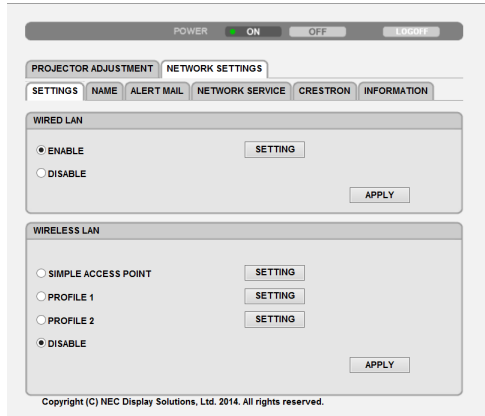 POWER ON OFF LOGOFF
PROJECTOR ADJUSTMENT NETWORK SETTINGS
SETTINGS NAME ALERT MAIL NETWORK SERVICE CRESTRON INFORMATION
WIRED LAN
ENABLE SETTING
DISABLE
APPLY
WIRELESS LAN
SIMPLE ACCESS POINT SETTING
PROFILE 1 SETTING
PROFILE 2 SETTING
DISABLE
APPLY
Copyright (C) NEC Display Solutions, Ltd. 2014. All rights reserved.